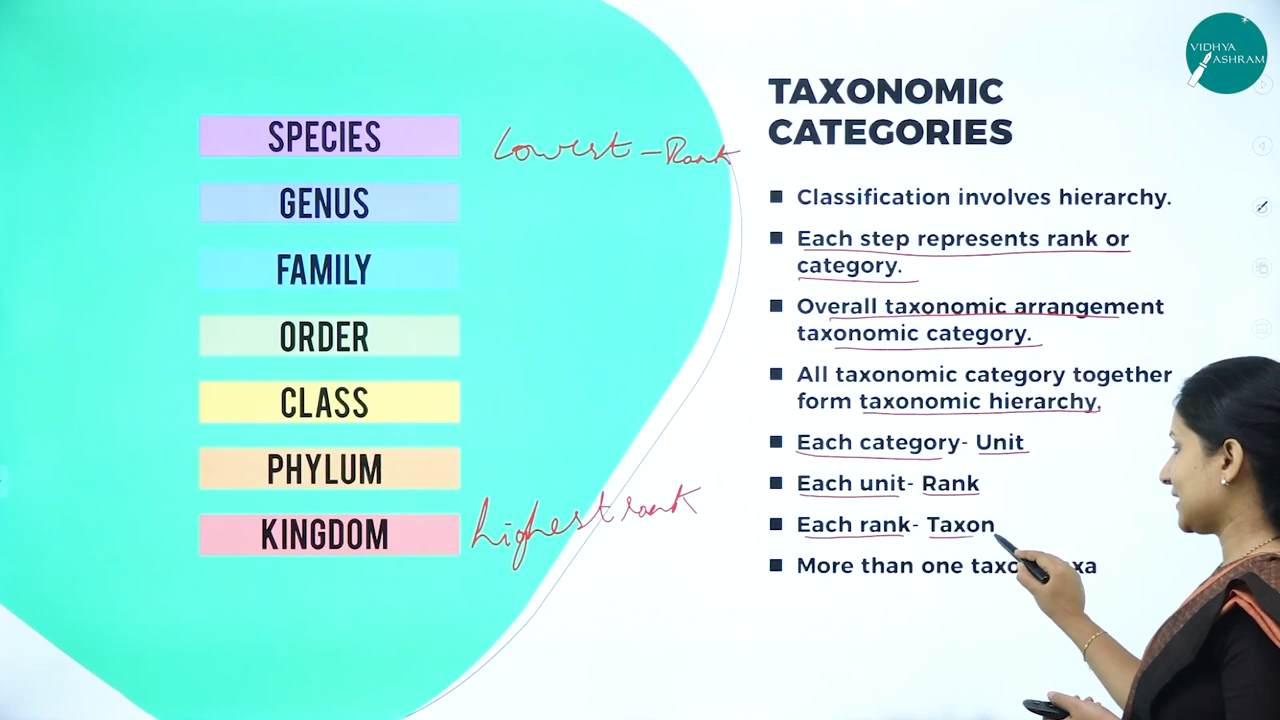 VIDHYA
ASHRAM
TAXONOMIC
CATEGORIES
SPECIES
Lowest - Rank
GENUS
FAMILY
ORDER
CLASS
PHYLUM
KINGDOM
highest rank
Classification involves hierarchy.
Each step represents rank or
category.
Overall taxonomic arrangement
taxonomic category.
All taxonomic category together
form taxonomic hierarchy.
Each category- Unit
Each unit- Rank
Each rank- Taxon
More than one